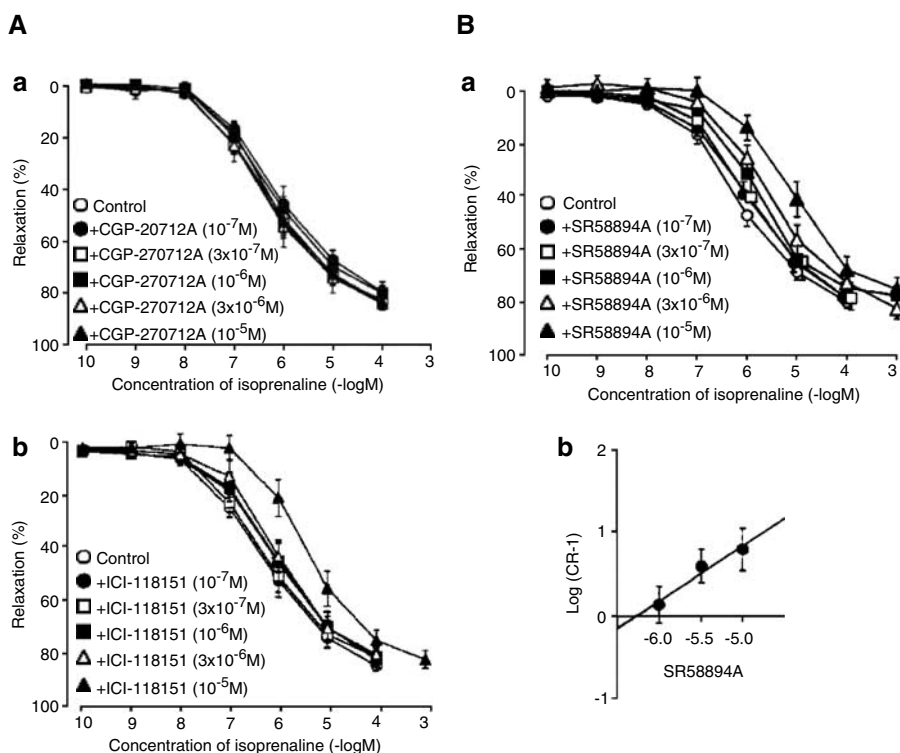 A
a
0
20
40
60
80
100
Relaxation (%)
Control
+CGP-20712A (10⁻⁷M)
+CGP-270712A (3x10⁻⁷M)
+CGP-270712A (10⁻⁶M)
+CGP-270712A (3x10⁻⁶M)
+CGP-270712A (10⁻⁵M)
10 9 8 7 6 5 4 3
Concentration of isoprenaline (-logM)
b
0
20
40
60
80
100
Relaxation (%)
Control
+ICI-118151 (10⁻⁷M)
+ICI-118151 (3x10⁻⁷M)
+ICI-118151 (10⁻⁶M)
+ICI-118151 (3x10⁻⁶M)
+ICI-118151 (10⁻⁵M)
10 9 8 7 6 5 4 3
Concentration of isoprenaline (-logM)
B
a
0
20
40
60
80
100
Relaxation (%)
Control
+SR58894A (10⁻⁷M)
+SR58894A (3x10⁻⁷M)
+SR58894A (10⁻⁶M)
+SR58894A (3x10⁻⁶M)
+SR58894A (10⁻⁵M)
10 9 8 7 6 5 4 3
Concentration of isoprenaline (-logM)
b
2
1
0
-1
Log (CR-1)
-6.0 -5.5 -5.0
SR58894A